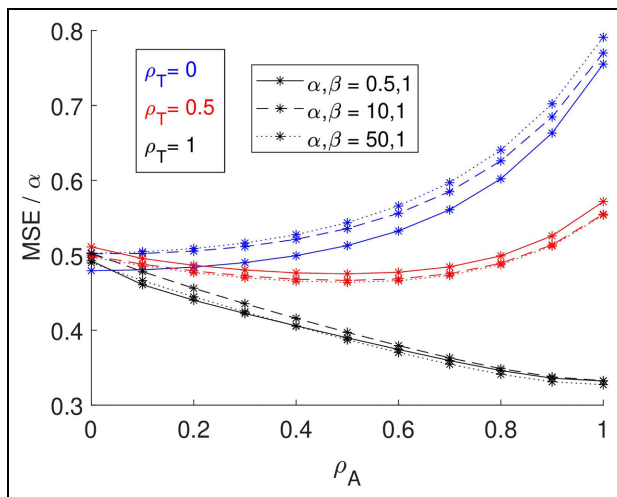 0.8
0.7
0.6
0.5
0.4
0.3
MSE / α
ρT= 0
ρT= 0.5
ρT= 1
α,β = 0.5,1
α,β = 10,1
α,β = 50,1
0 0.2 0.4 0.6 0.8 1
ρA